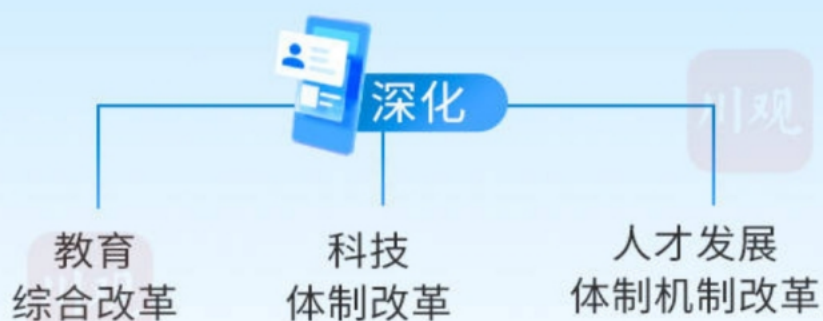 深化
川观
教育
综合改革
科技
体制改革
人才发展
体制机制改革